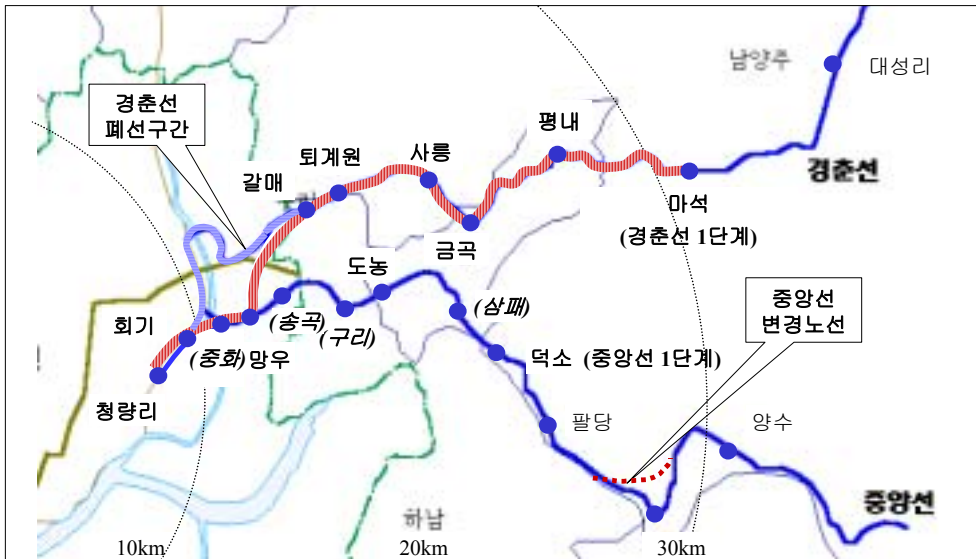 남양주
대성리
경춘선
폐선구간
평내
사릉
퇴계원
갈매
경춘선
마석
(경춘선 1단계)
금곡
도농
중앙선
변경노선
(삼패)
(송곡)
(구리)
회기
(중화)
망우
덕소
(중앙선 1단계)
청량리
팔당
양수
중앙선
하남
10km
20km
30km